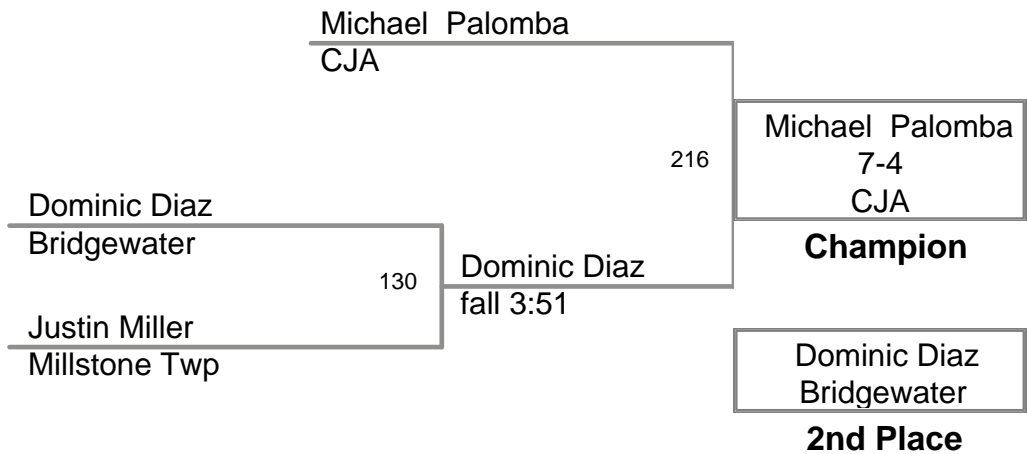 Michael  Palomba
CJA
216
Michael  Palomba
7-4
CJA
Champion
Dominic Diaz
Bridgewater
130
Dominic Diaz
fall 3:51
Justin Miller
Millstone Twp
Dominic Diaz
Bridgewater
2nd Place